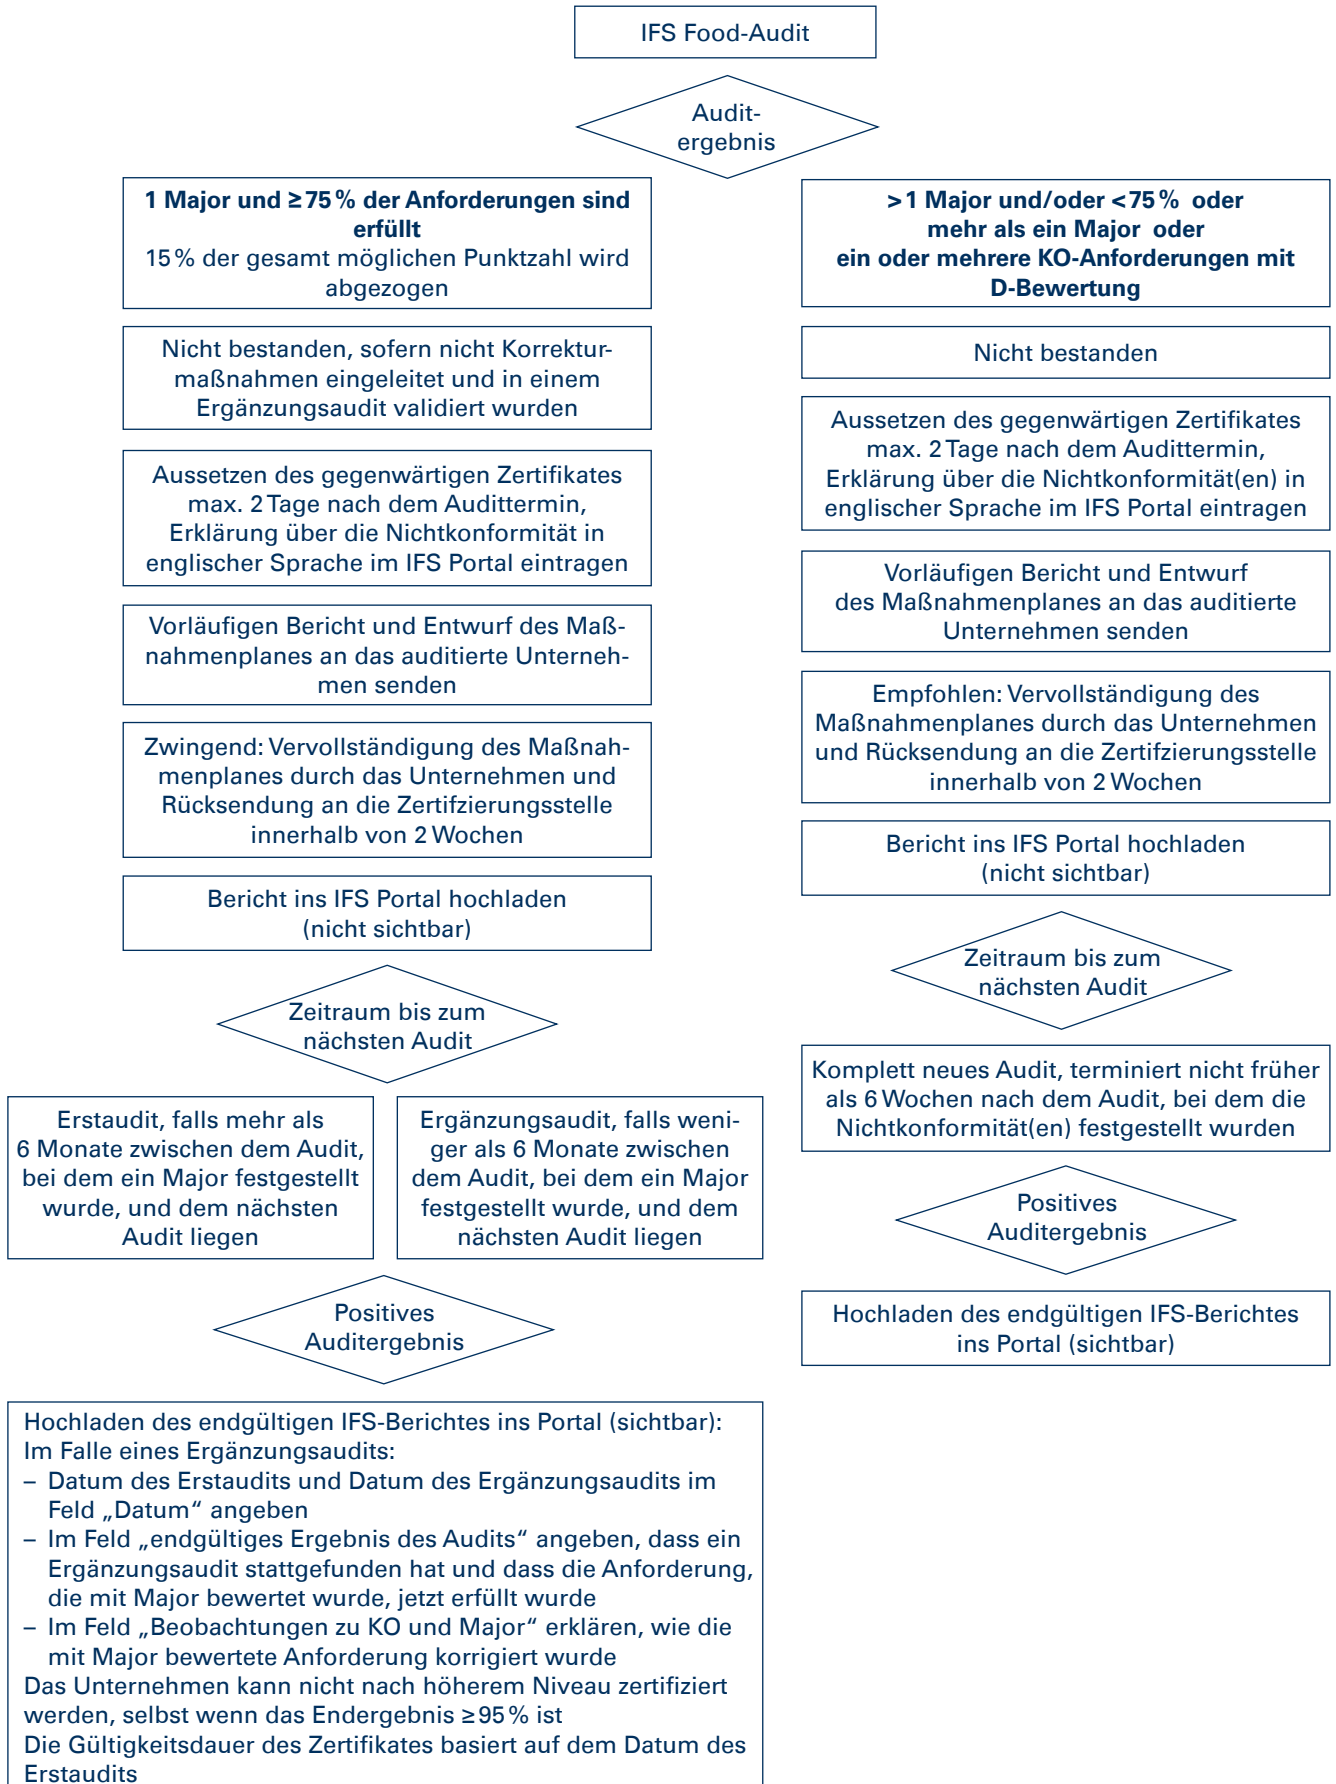 IFS Food-Audit
Audit-
ergebnis
1 Major und ≥75% der Anforderungen sind
erfüllt
15% der gesamt möglichen Punktzahl wird
abgezogen
Nicht bestanden, sofern nicht Korrektur-
maßnahmen eingeleitet und in einem
Ergänzungsaudit validiert wurden
Aussetzen des gegenwärtigen Zertifikates
max. 2 Tage nach dem Audittermin,
Erklärung über die Nichtkonformität in
englischer Sprache im IFS Portal eintragen
Vorläufigen Bericht und Entwurf des Maß-
nahmenplanes an das auditierte Unterneh-
men senden
Zwingend: Vervollständigung des Maßnah-
menplanes durch das Unternehmen und
Rücksendung an die Zertifzierungsstelle
innerhalb von 2 Wochen
Bericht ins IFS Portal hochladen
(nicht sichtbar)
Zeitraum bis zum
nächsten Audit
Erstaudit, falls mehr als
6 Monate zwischen dem Audit,
bei dem ein Major festgestellt
wurde, und dem nächsten
Audit liegen
Ergänzungsaudit, falls weni-
ger als 6 Monate zwischen
dem Audit, bei dem ein Major
festgestellt wurde, und dem
nächsten Audit liegen
Positives
Auditergebnis
Hochladen des endgültigen IFS-Berichtes ins Portal (sichtbar):
Im Falle eines Ergänzungsaudits:
– Datum des Erstaudits und Datum des Ergänzungsaudits im
Feld „Datum“ angeben
– Im Feld „endgültiges Ergebnis des Audits“ angeben, dass ein
Ergänzungsaudit stattgefunden hat und dass die Anforderung,
die mit Major bewertet wurde, jetzt erfüllt wurde
– Im Feld „Beobachtungen zu KO und Major“ erklären, wie die
mit Major bewertete Anforderung korrigiert wurde
Das Unternehmen kann nicht nach höherem Niveau zertifiziert
werden, selbst wenn das Endergebnis ≥95% ist
Die Gültigkeitsdauer des Zertifikates basiert auf dem Datum des
Erstaudits
>1 Major und/oder <75% oder
mehr als ein Major oder
ein oder mehrere KO-Anforderungen mit
D-Bewertung
Nicht bestanden
Aussetzen des gegenwärtigen Zertifikates
max. 2 Tage nach dem Audittermin,
Erklärung über die Nichtkonformität(en) in
englischer Sprache im IFS Portal eintragen
Vorläufigen Bericht und Entwurf
des Maßnahmenplanes an das auditierte
Unternehmen senden
Empfohlen: Vervollständigung des
Maßnahmenplanes durch das Unternehmen
und Rücksendung an die Zertifzierungsstelle
innerhalb von 2 Wochen
Bericht ins IFS Portal hochladen
(nicht sichtbar)
Zeitraum bis zum
nächsten Audit
Komplett neues Audit, terminiert nicht früher
als 6 Wochen nach dem Audit, bei dem die
Nichtkonformität(en) festgestellt wurden
Positives
Auditergebnis
Hochladen des endgültigen IFS-Berichtes
ins Portal (sichtbar)